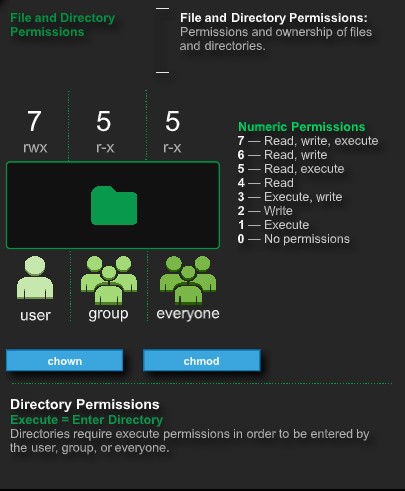 File and Directory
Permissions
File and Directory Permissions:
Permissions and ownership of files
and directories.
7 5 5
rwx r-x r-x
Numeric Permissions
7 — Read, write, execute
6 — Read, write
5 — Read, execute
4 — Read
3 — Execute, write
2 — Write
1 — Execute
0 — No permissions
user group everyone
chown chmod
Directory Permissions
Execute = Enter Directory
Directories require execute permissions in order to be entered by
the user, group, or everyone.